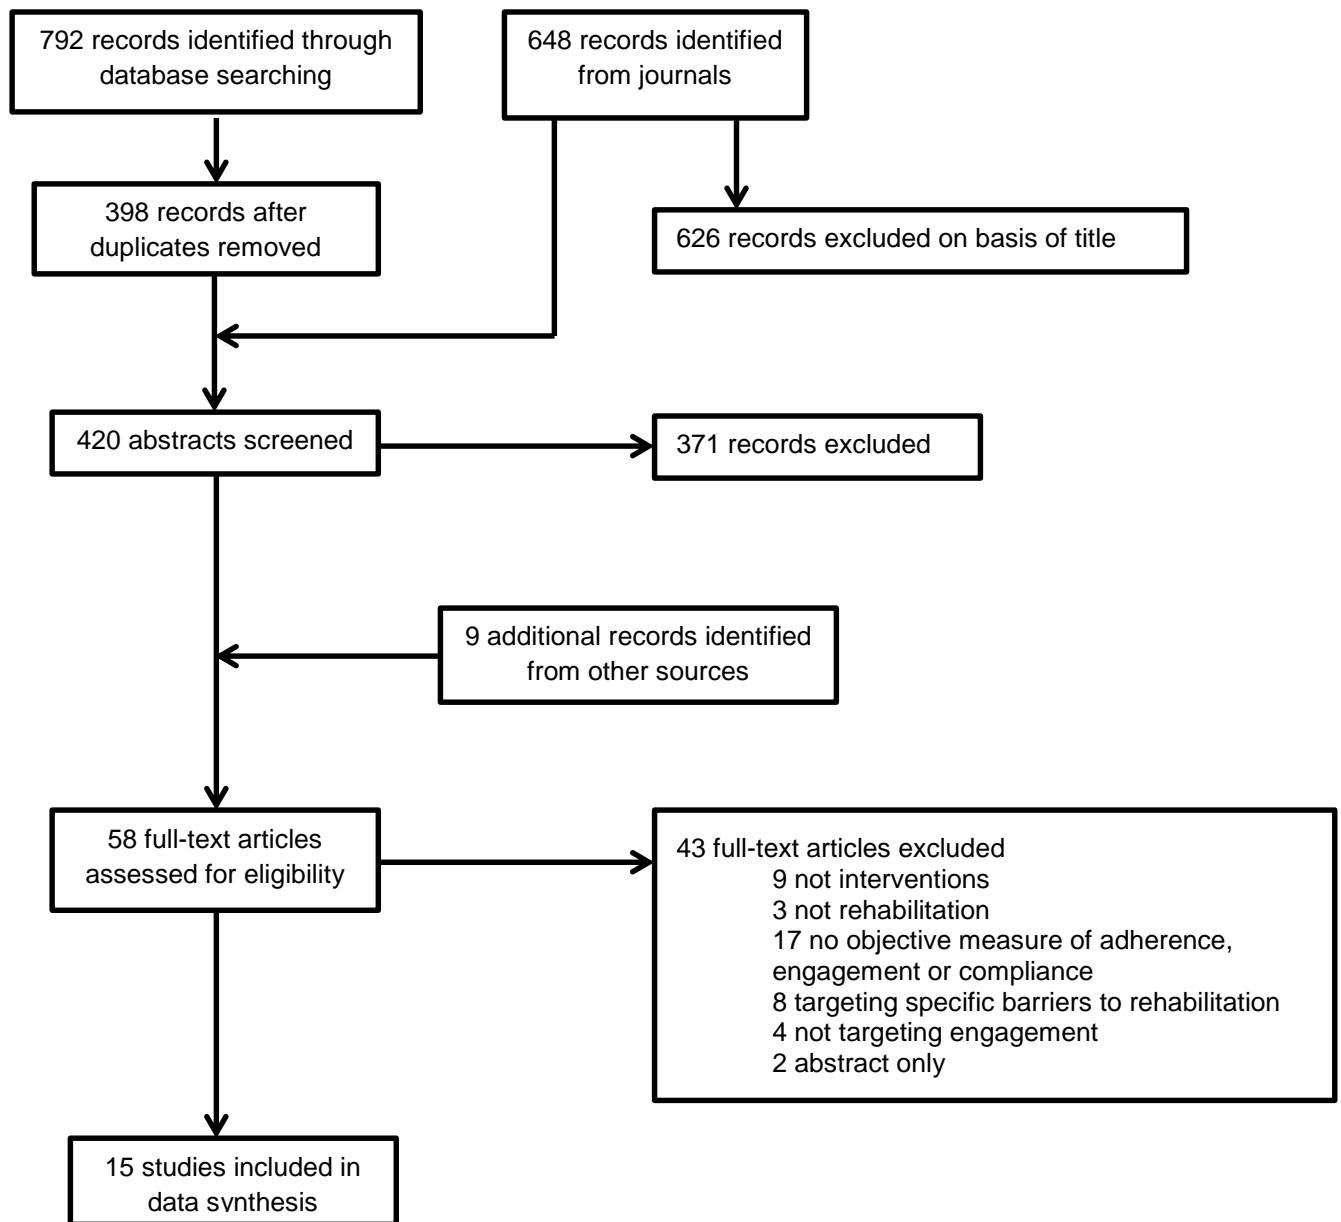 792 records identified through
database searching
648 records identified
from journals
398 records after
duplicates removed
626 records excluded on basis of title
420 abstracts screened
371 records excluded
9 additional records identified
from other sources
58 full-text articles
assessed for eligibility
43 full-text articles excluded
9 not interventions
3 not rehabilitation
17 no objective measure of adherence,
engagement or compliance
8 targeting specific barriers to rehabilitation
4 not targeting engagement
2 abstract only
15 studies included in
data synthesis